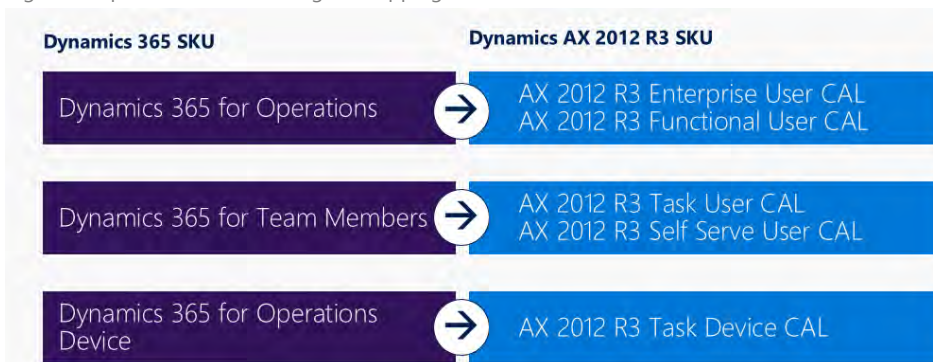 Dynamics 365 SKU
Dynamics AX 2012 R3 SKU
Dynamics 365 for Operations
AX 2012 R3 Enterprise User CAL
AX 2012 R3 Functional User CAL
Dynamics 365 for Team Members
AX 2012 R3 Task User CAL
AX 2012 R3 Self Serve User CAL
Dynamics 365 for Operations
Device
AX 2012 R3 Task Device CAL